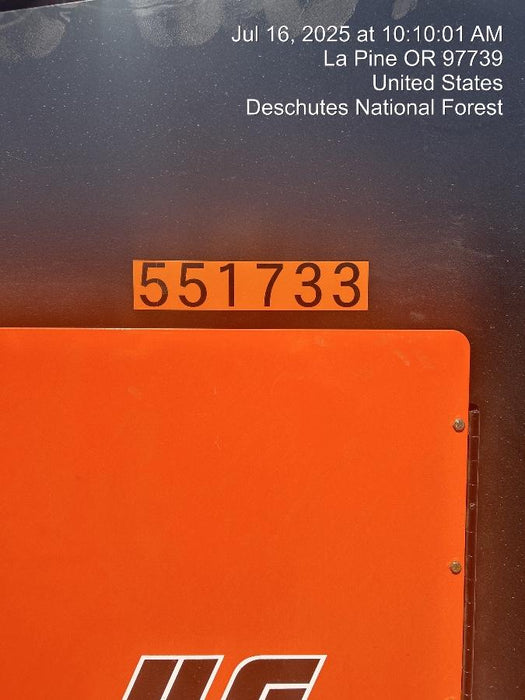 Jul 16, 2025 at 10:10:01 AM
La Pine OR 97739
United States
Deschutes National Forest
551733